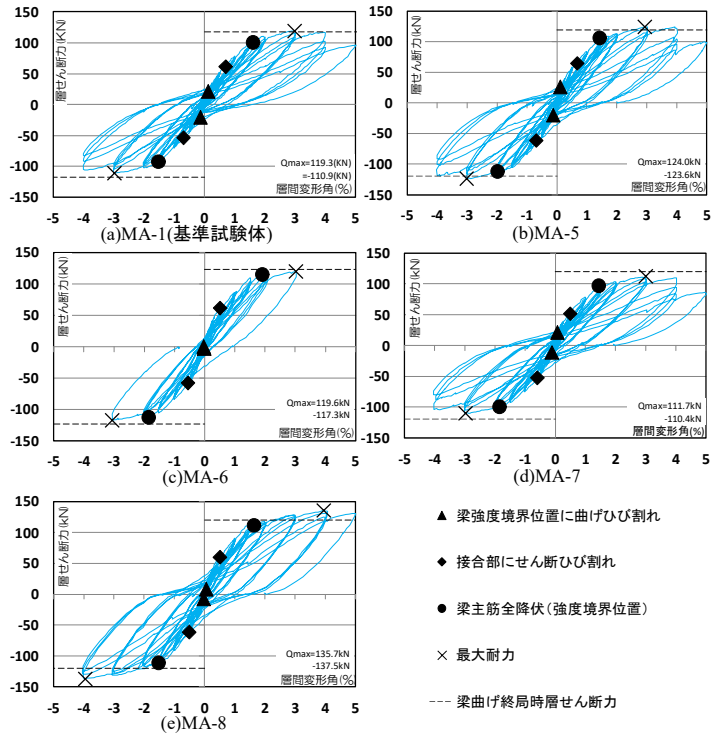 150
100
50
0
-50
-100
-150
層せん断力(kN)
Qmax=119.3(KN)
=-110.9(KN)
層間変形角(%)
-5 -4 -3 -2 -1 0 1 2 3 4 5
(a)MA-1(基準試験体)
150
100
50
0
-50
-100
-150
層せん断力(kN)
Qmax=124.0kN
-123.6kN
層間変形角(%)
-5 -4 -3 -2 -1 0 1 2 3 4 5
(b)MA-5
150
100
50
0
-50
-100
-150
層せん断力(kN)
Qmax=119.6kN
-117.3kN
層間変形角(%)
-5 -4 -3 -2 -1 0 1 2 3 4 5
(c)MA-6
150
100
50
0
-50
-100
-150
層せん断力(kN)
Qmax=111.7kN
-110.4kN
層間変形角(%)
-5 -4 -3 -2 -1 0 1 2 3 4 5
(d)MA-7
150
100
50
0
-50
-100
-150
層せん断力(kN)
Qmax=135.7kN
-137.5kN
層間変形角(%)
-5 -4 -3 -2 -1 0 1 2 3 4 5
(e)MA-8
梁強度境界位置に曲げひび割れ
接合部にせん断ひび割れ
梁主筋全降伏(強度境界位置)
最大耐力
梁曲げ終局時層せん断力